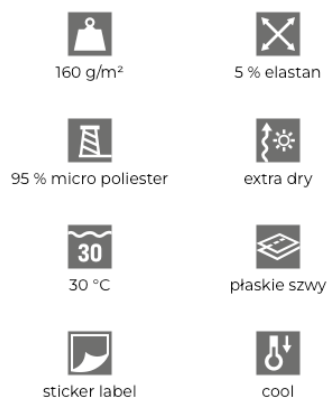 160 g/m²
5 % elastan
95 % micro poliester
extra dry
30
30 °C
płaskie szwy
sticker label
cool